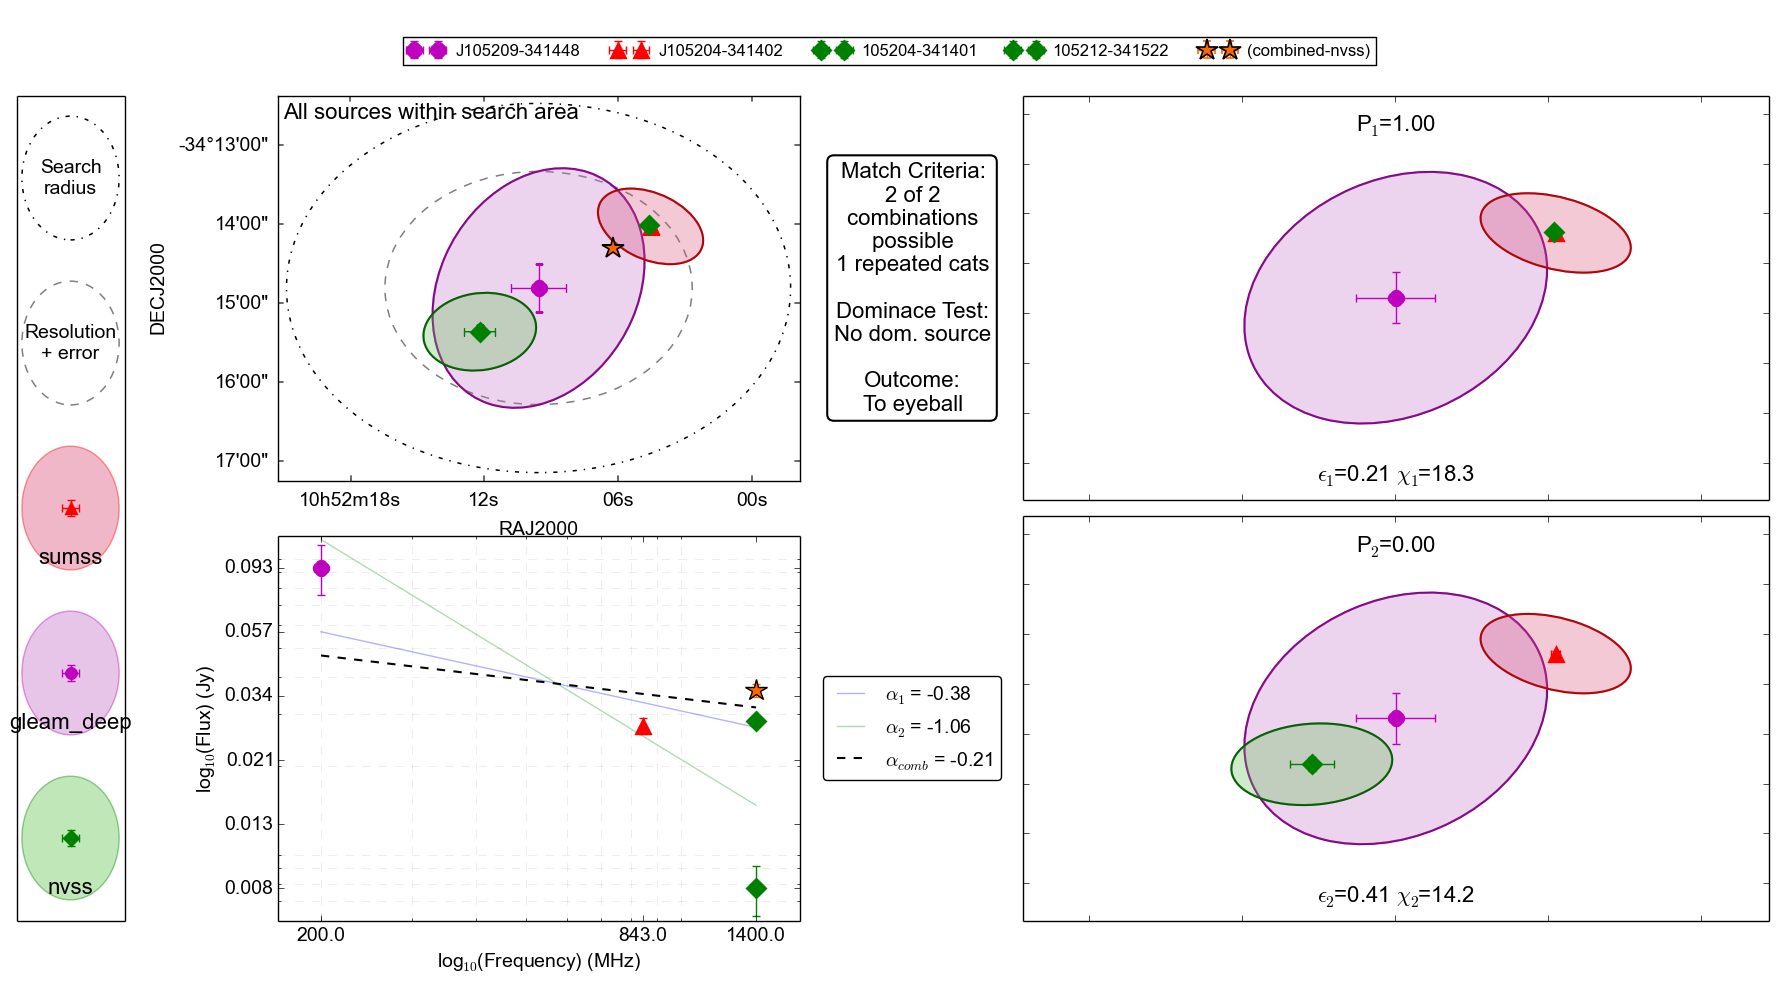 J105209-341448
J105204-341402
105204-341401
105212-341522
(combined-nvss)
Search
radius
Resolution
+ error
sumss
gleam_deep
nvss
All sources within search area
DECJ2000
-34°13'00"
14'00"
15'00"
16'00"
17'00"
10h52m18s
12s
06s
00s
RAJ2000
Match Criteria:
2 of 2
combinations
possible
1 repeated cats
Dominace Test:
No dom. source
Outcome:
To eyeball
P₁=1.00
ϵ₁=0.21 χ₁=18.3
P₂=0.00
ϵ₂=0.41 χ₂=14.2
log₁₀(Flux) (Jy)
0.093
0.057
0.034
0.021
0.013
0.008
200.0
843.0
1400.0
log₁₀(Frequency) (MHz)
α₁ = -0.38
α₂ = -1.06
α_comb = -0.21